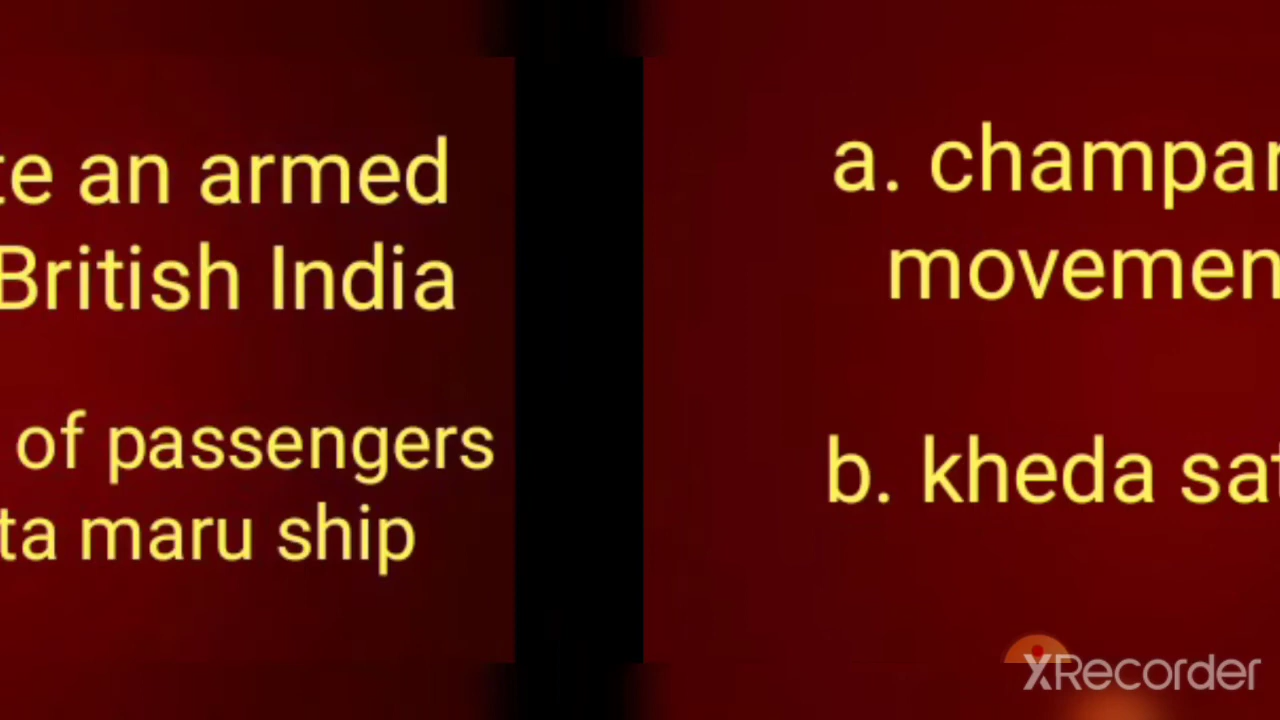 te an armed
British India
of passengers
ta maru ship
a. champar
movemen
b. kheda sat
XRecorder